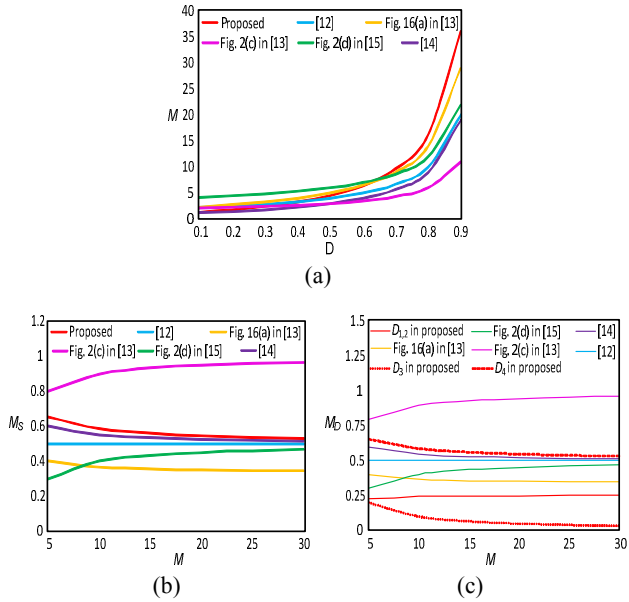 40
Proposed [12] Fig. 16(a) in [13]
35
Fig. 2(c) in [13] Fig. 2(d) in [15] [14]
30
25
M 20
15
10
5
0
0.1 0.2 0.3 0.4 0.5 0.6 0.7 0.8 0.9
D
(a)
1.2
Proposed [12] Fig. 16(a) in [13]
Fig. 2(c) in [13] Fig. 2(d) in [15] [14]
1
0.8
MS 0.6
0.4
0.2
0
5 10 15 20 25 30
M
(b)
1.5
D1,2 in proposed Fig. 2(d) in [15] [14]
Fig. 16(a) in [13] Fig. 2(c) in [13] [12]
1.25
D3 in proposed D4 in proposed
1
MD 0.75
0.5
0.25
0
5 10 15 20 25 30
M
(c)